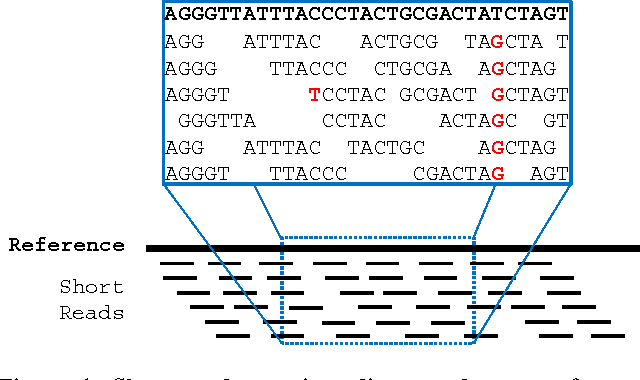 AGGGTTATTTACCCTACTGCGACTATCTAGT
AGG ATTTAC ACTGCG TAGCTA T
AGGG TTACCC CTGCGA AGCTAG
AGGGT TCCTAC GCGACT GCTAGT
GGGTTA CCTAC ACTAGC GT
AGG ATTTAC TACTGC AGCTAG
AGGGT TTACCC CGACTAG AGT
Reference
Short
Reads